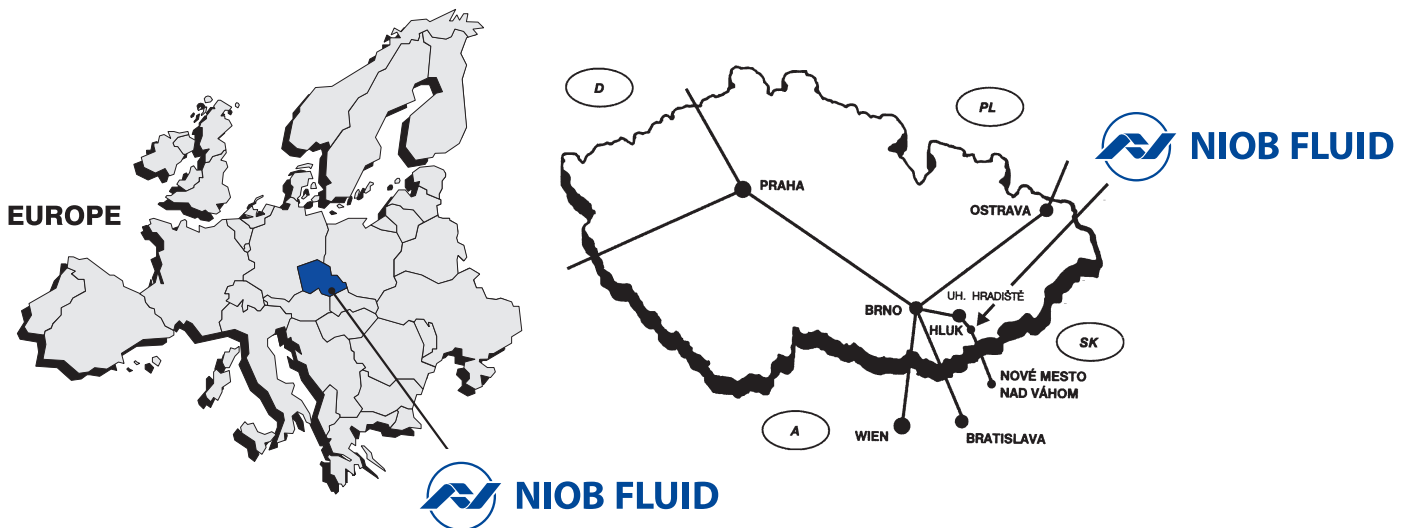 EUROPE
NIOB FLUID
D
PL
NIOB FLUID
PRAHA
OSTRAVA
UH. HRADIŠTĚ
BRNO
HLUK
SK
NOVÉ MESTO
NAD VÁHOM
A
WIEN
BRATISLAVA